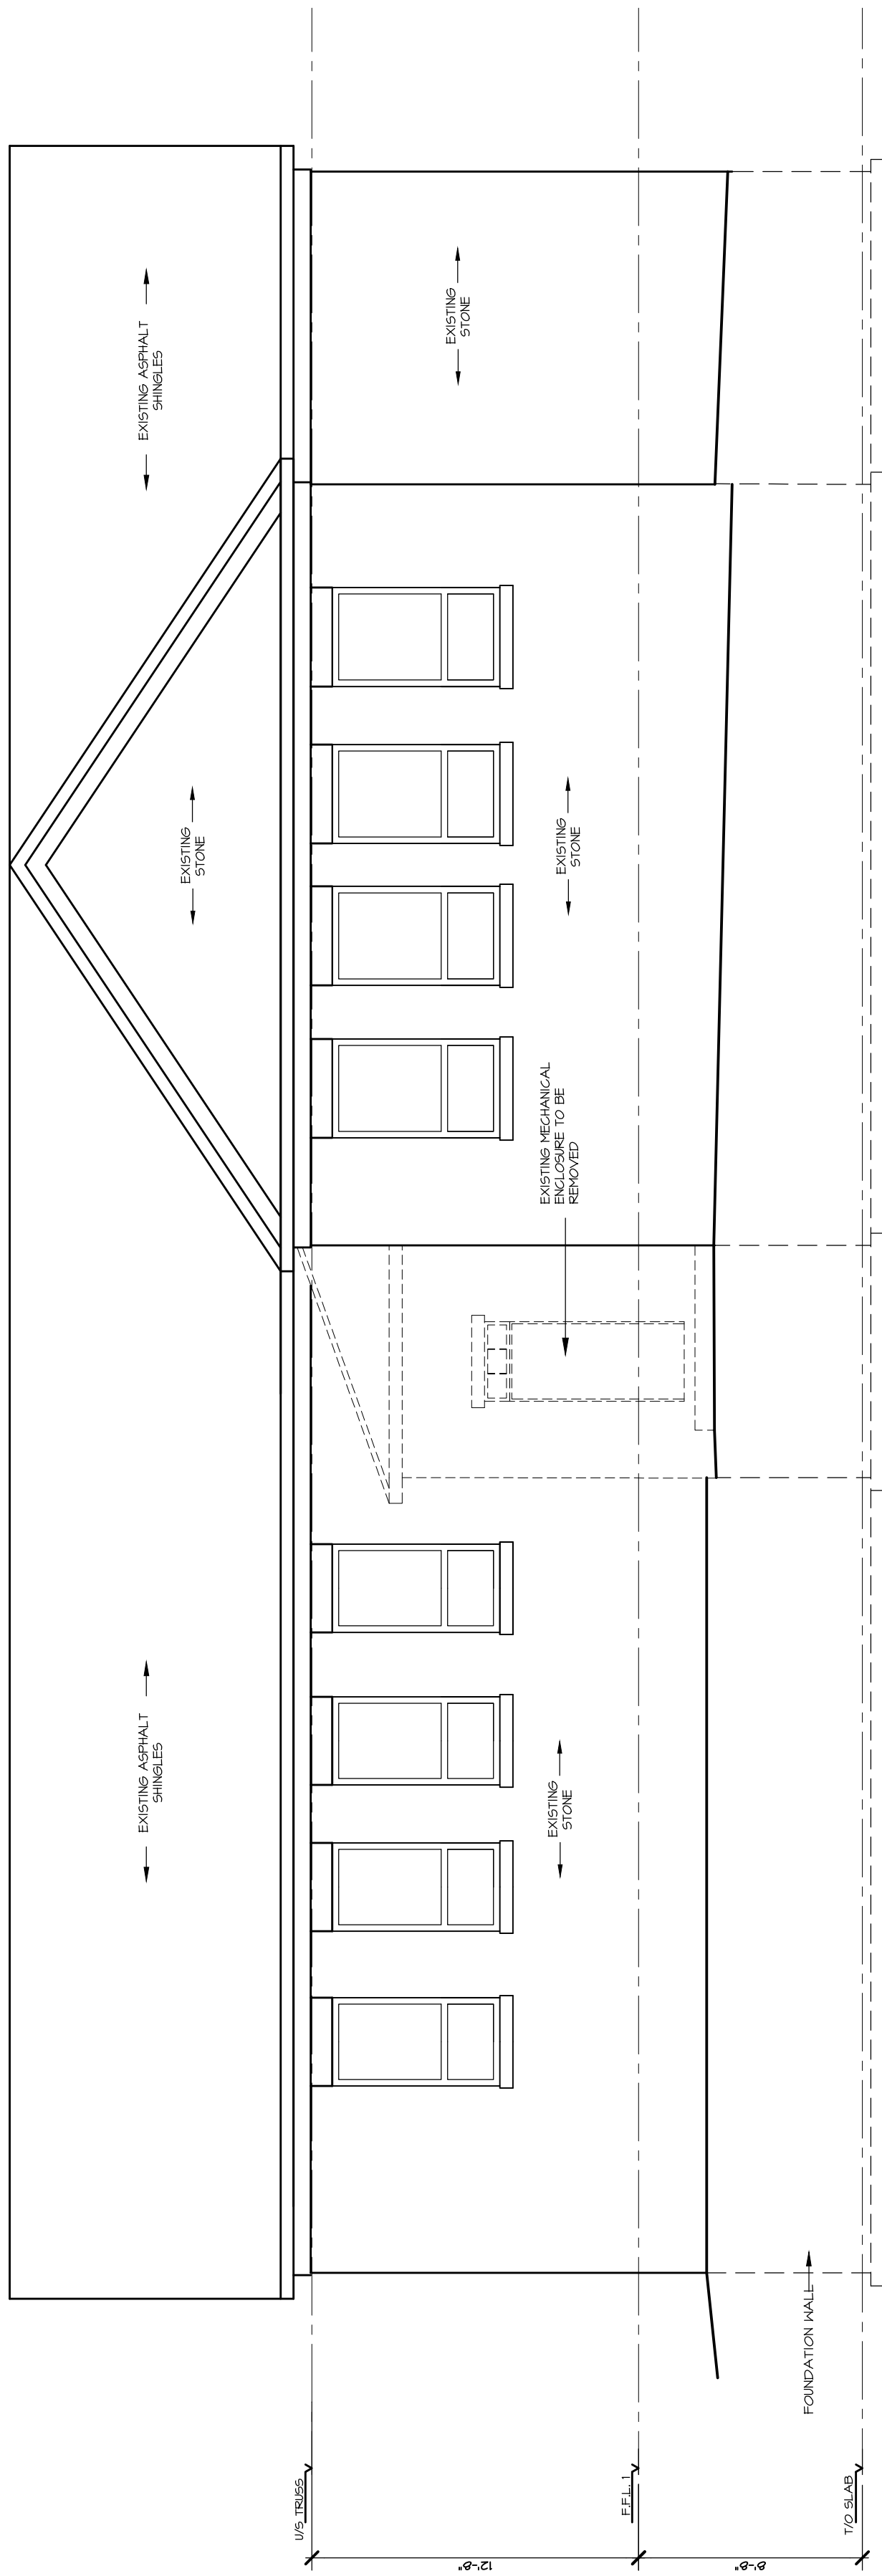 EXISTING ASPHALT
SHINGLES
EXISTING ASPHALT
SHINGLES
EXISTING
STONE
U/S TRUSS
12'-8"
EXISTING
STONE
EXISTING MECHANICAL
ENCLOSURE TO BE
REMOVED
EXISTING
STONE
EXISTING
STONE
F.F.L. 1
8'-8"
FOUNDATION WALL
T/O SLAB